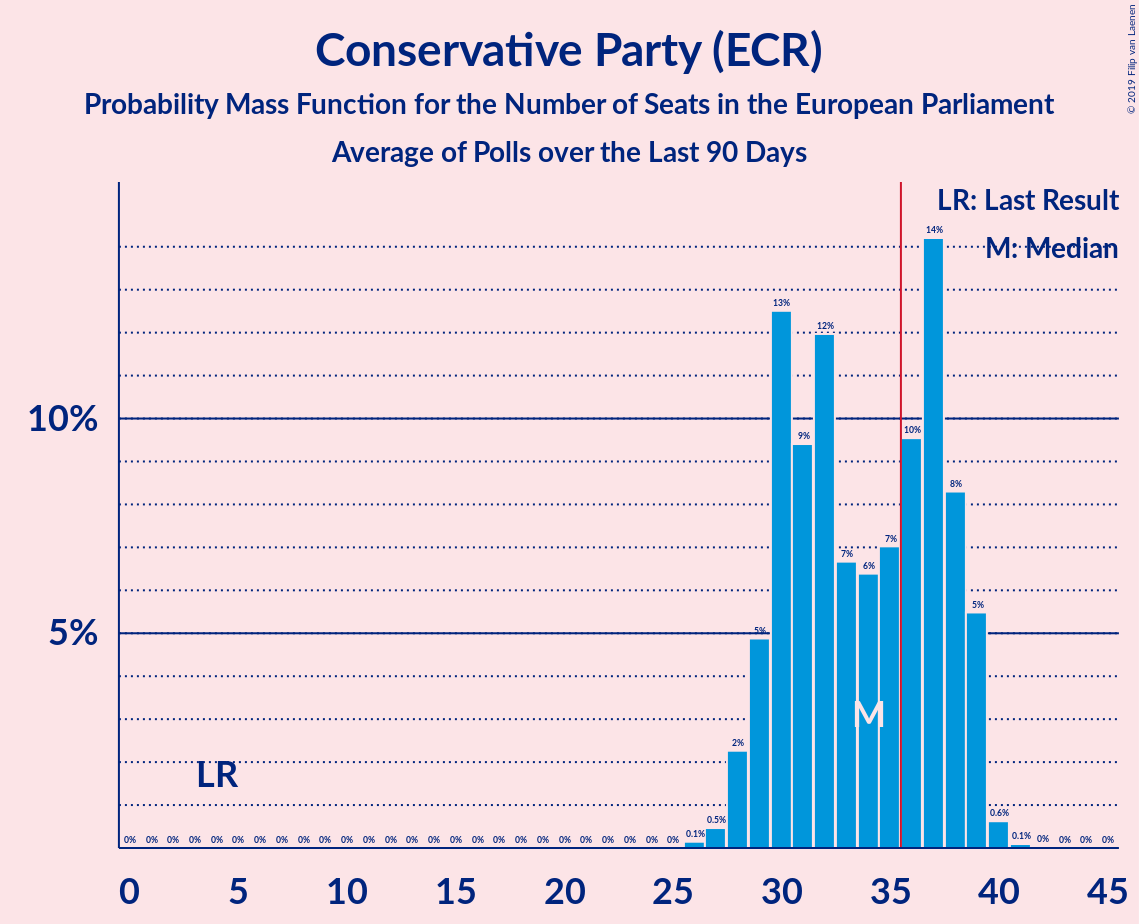 Conservative Party (ECR)
Probability Mass Function for the Number of Seats in the European Parliament
Average of Polls over the Last 90 Days
© 2019 Filip van Laenen
LR: Last Result
M: Median
14%
13%
12%
10%
10%
9%
8%
7%
7%
6%
5%
5%
5%
M
2%
LR
0% 0% 0% 0% 0% 0% 0% 0% 0% 0% 0% 0% 0% 0% 0% 0% 0% 0% 0% 0% 0% 0% 0% 0% 0% 0% 0.1% 0.5% 0.6% 0.1% 0% 0% 0% 0%
0 5 10 15 20 25 30 35 40 45